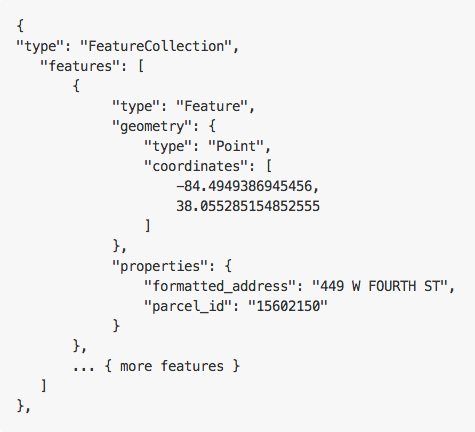 {
"type": "FeatureCollection",
"features": [
{
"type": "Feature",
"geometry": {
"type": "Point",
"coordinates": [
-84.4949386945456,
38.055285154852555
]
},
"properties": {
"formatted_address": "449 W FOURTH ST",
"parcel_id": "15602150"
}
},
... { more features }
]
},